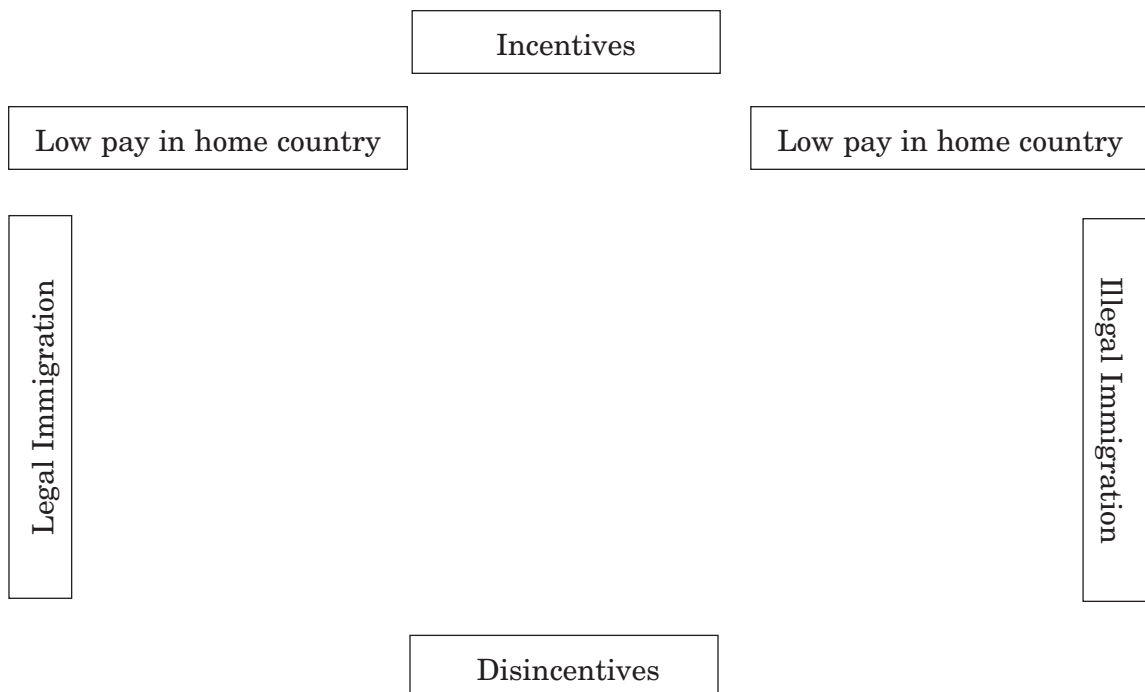 Incentives
Low pay in home country
Low pay in home country
Legal Immigration
Illegal Immigration
Disincentives